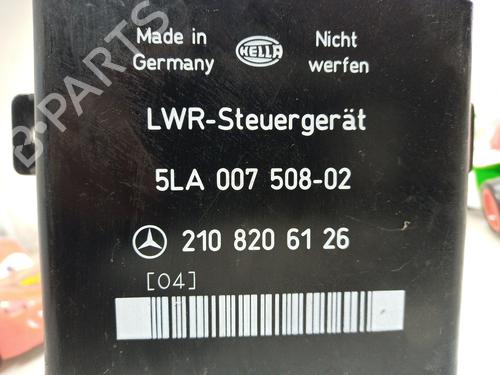 Made in
Germany
HELLA
Nicht
werfen
LWR-Steuergerät
5LA 007 508-02
210 820 61 26
[04]
B-PARTS